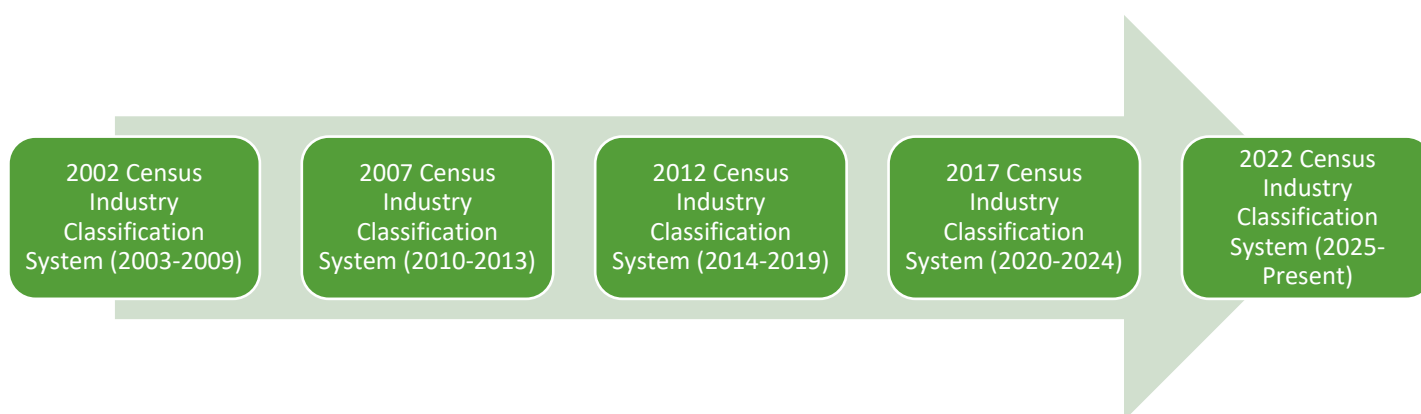 2002 Census
Industry
Classification
System (2003-2009)
2007 Census
Industry
Classification
System (2010-2013)
2012 Census
Industry
Classification
System (2014-2019)
2017 Census
Industry
Classification
System (2020-2024)
2022 Census
Industry
Classification
System (2025-
Present)